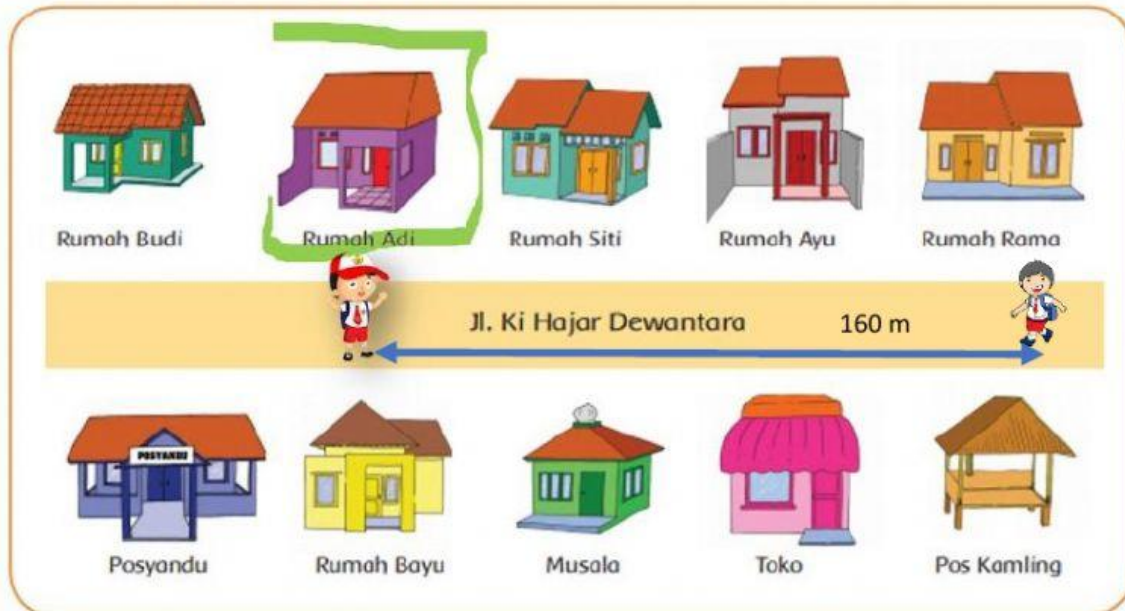 Rumah Budi
Rumah Adi
Rumah Siti
Rumah Ayu
Rumah Rama
Jl. Ki Hajar Dewantara 160 m
POSYANDU
Posyandu
Rumah Bayu
Musala
Toko
Pos Kamling